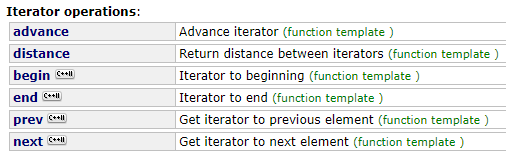 Iterator operations:
advance Advance iterator (function template )
distance Return distance between iterators (function template )
begin C++11 Iterator to beginning (function template )
end C++11 Iterator to end (function template )
prev C++11 Get iterator to previous element (function template )
next C++11 Get iterator to next element (function template )